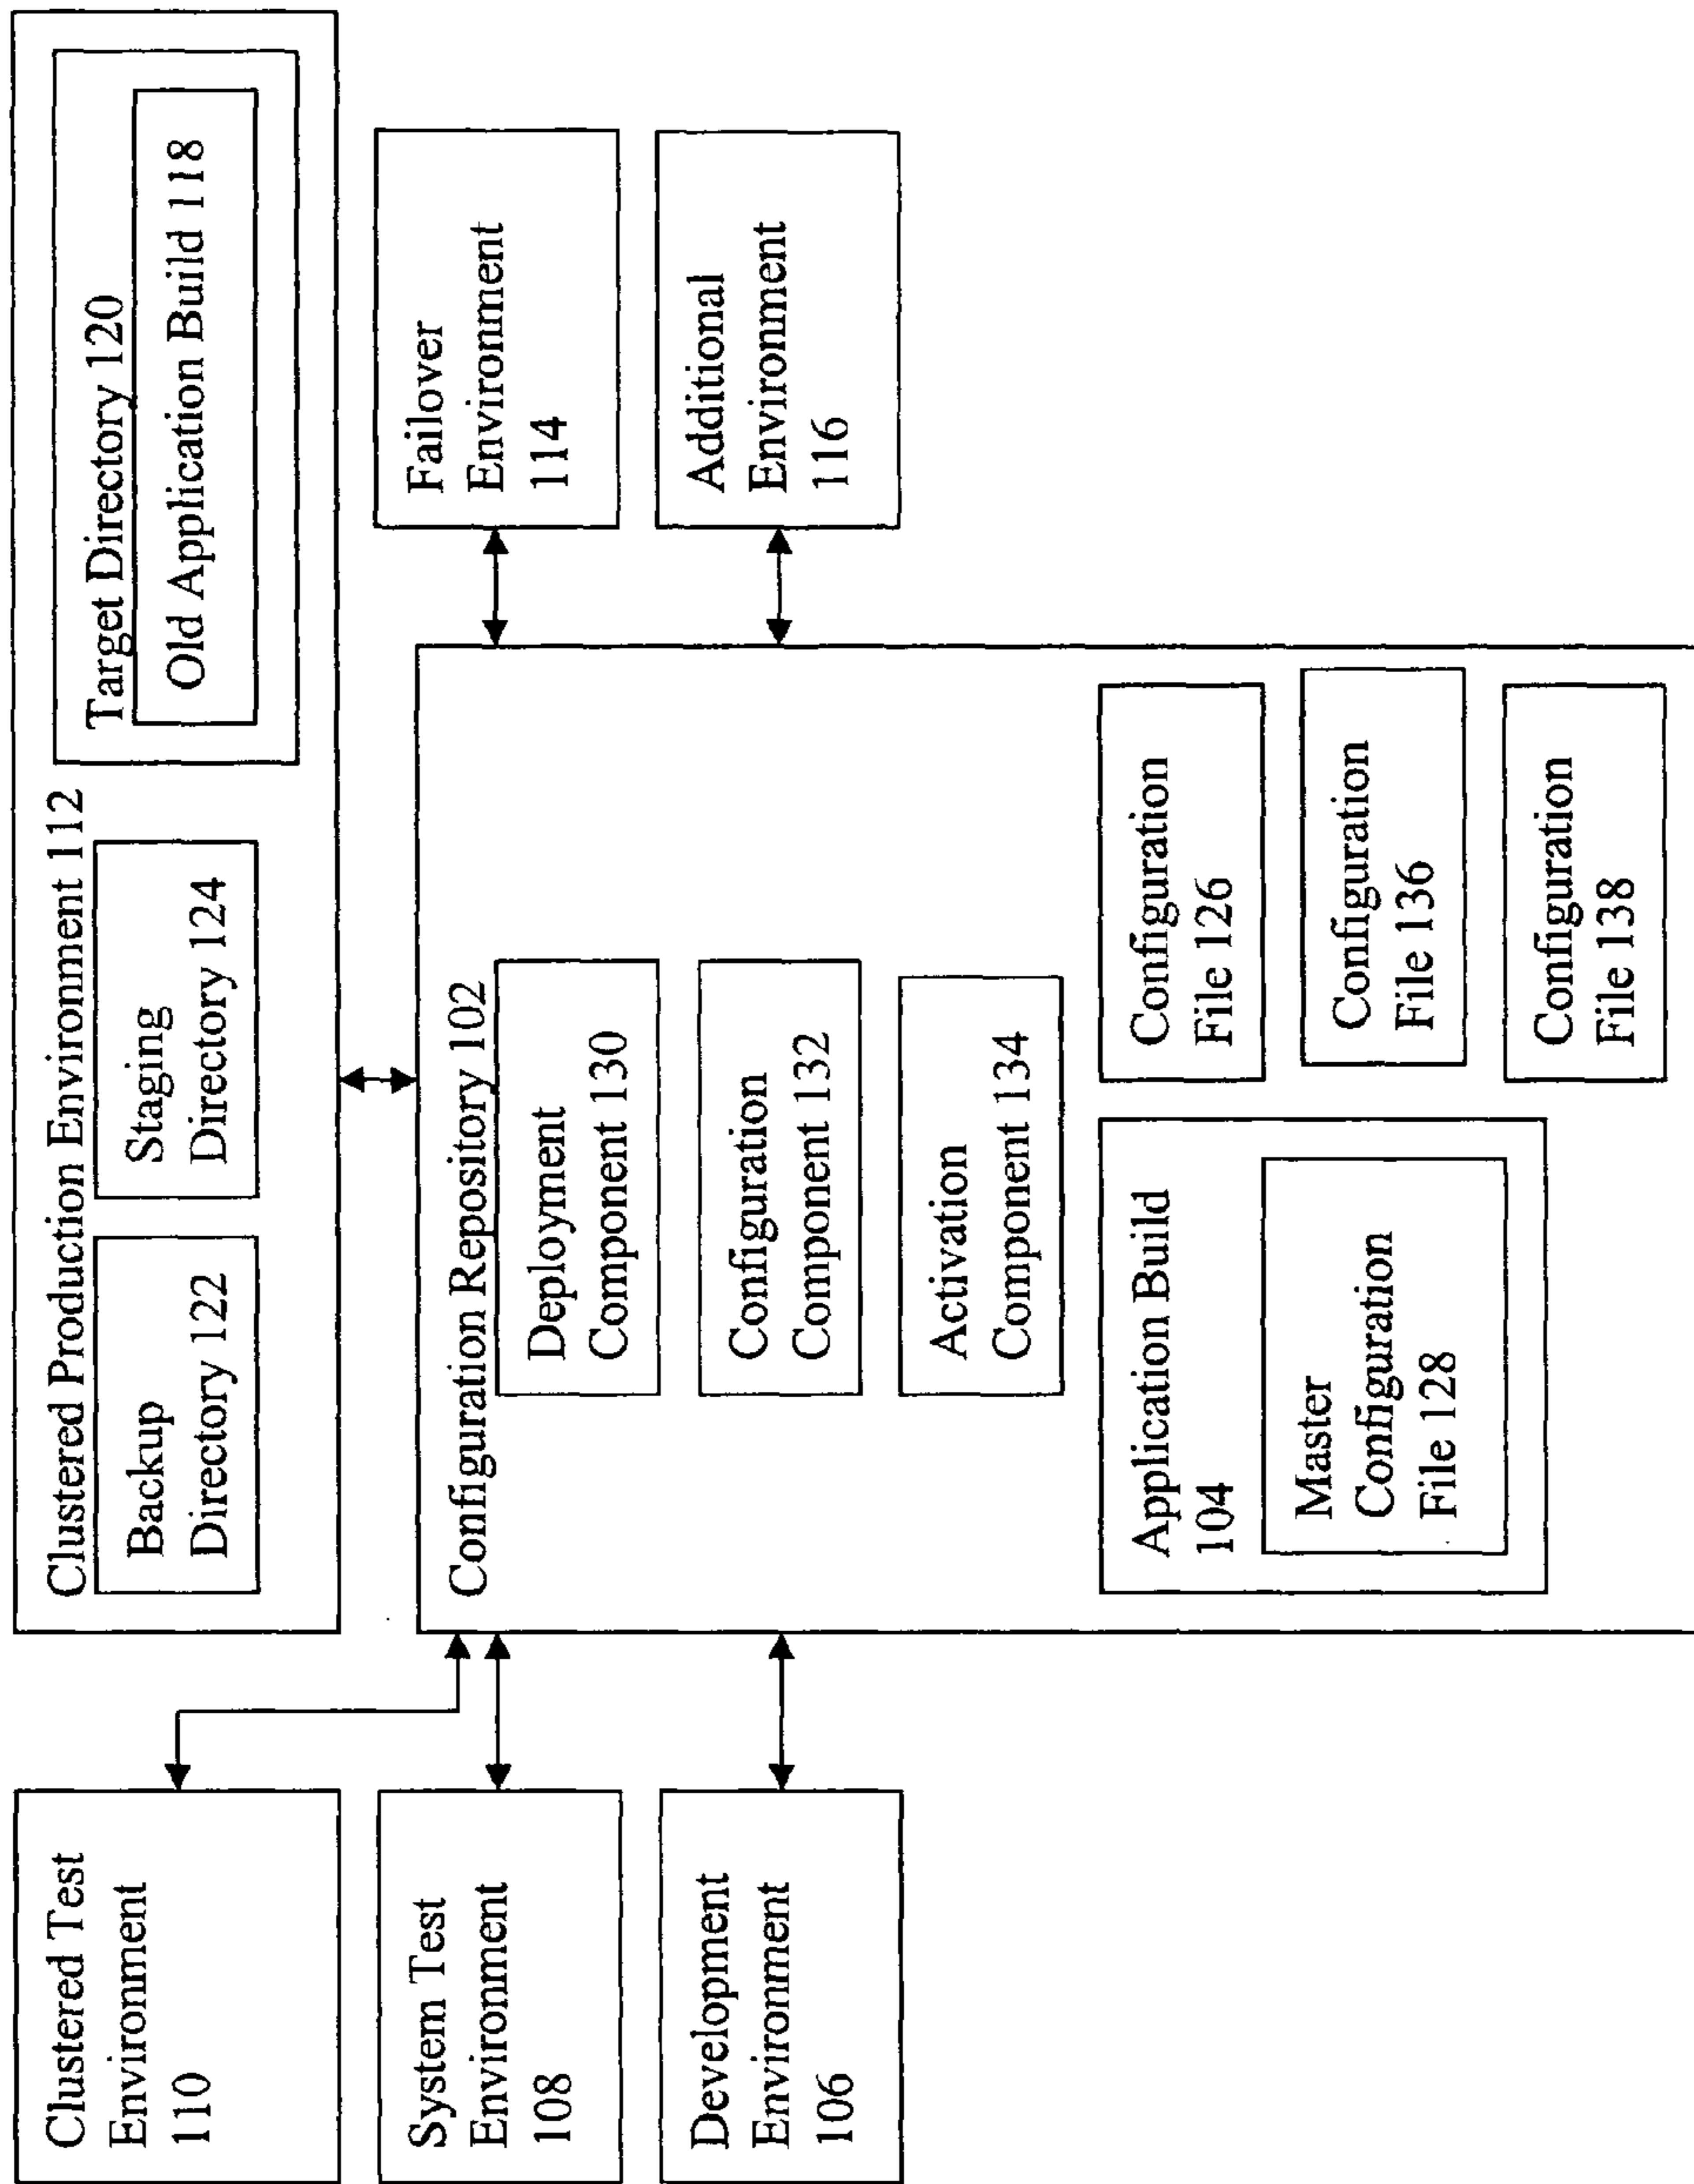 Clustered Test
Environment
110
System Test
Environment
108
Development
Environment
106
Clustered Production Environment 112
Backup
Directory 122
Staging
Directory 124
Target Directory 120
Old Application Build 118
Configuration Repository 102
Deployment
Component 130
Configuration
Component 132
Activation
Component 134
Application Build
104
Master
Configuration
File 128
Configuration
File 126
Configuration
File 136
Configuration
File 138
Failover
Environment
114
Additional
Environment
116